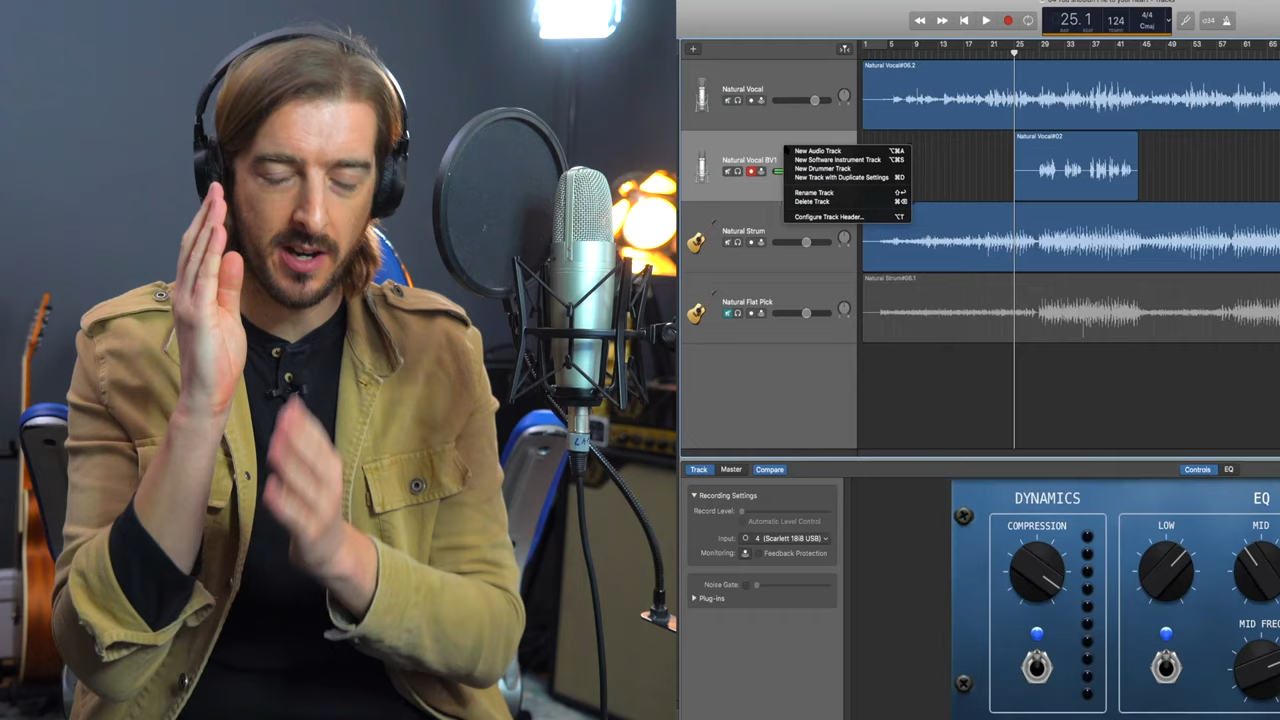 25.1
124
4/4
Cmaj
1 5 9 13 17 21 25 29 33 37 41 45 49 53 57 61 65
Natural Vocal
Natural Vocal#06.2
Natural Vocal BV1
Natural Vocal#02
New Audio Track ⌥⌘A
New Software Instrument Track ⌥⌘S
New Drummer Track
New Track with Duplicate Settings ⌘D
Rename Track ⇧↩
Delete Track ⌘⌫
Configure Track Header... ⌥T
Natural Strum
Natural Strum#06.1
Natural Flat Pick
Track Master Compare Controls EQ
Recording Settings
Record Level:
Automatic Level Control
Input: 4 (Scarlett 18i8 USB)
Monitoring: Feedback Protection
Noise Gate:
Plug-ins
DYNAMICS
COMPRESSION
EQ
LOW
MID